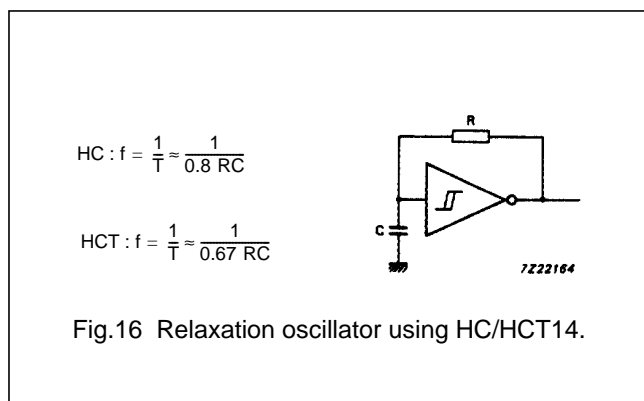 HC : f = 1/T ≈ 1/0.8 RC
R
C
HCT : f = 1/T ≈ 1/0.67 RC
7Z22164
Fig.16 Relaxation oscillator using HC/HCT14.